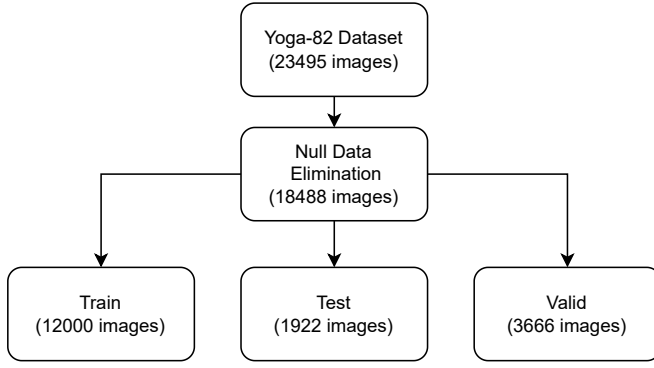 Yoga-82 Dataset
(23495 images)
Null Data
Elimination
(18488 images)
Train
(12000 images)
Test
(1922 images)
Valid
(3666 images)